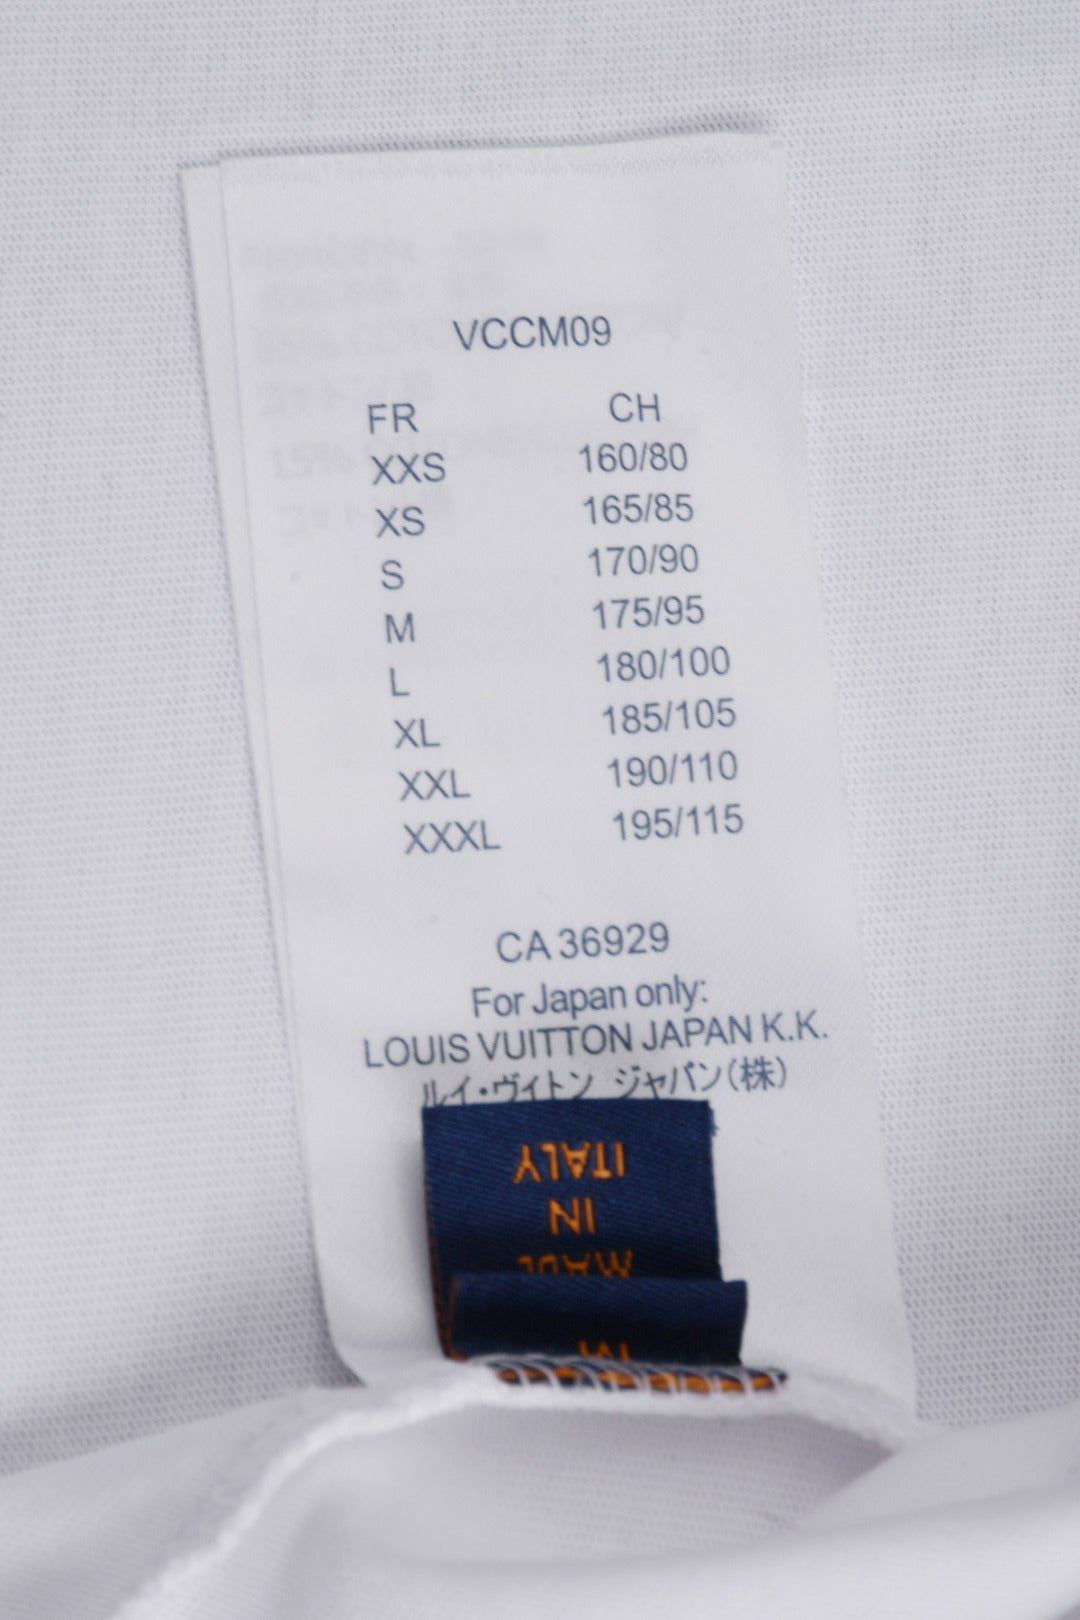 VCCM09
FR CH
XXS 160/80
XS 165/85
S 170/90
M 175/95
L 180/100
XL 185/105
XXL 190/110
XXXL 195/115
CA 36929
For Japan only:
LOUIS VUITTON JAPAN K.K.
ルイ・ヴィトン ジャパン(株)
MADE
IN
ITALY
M